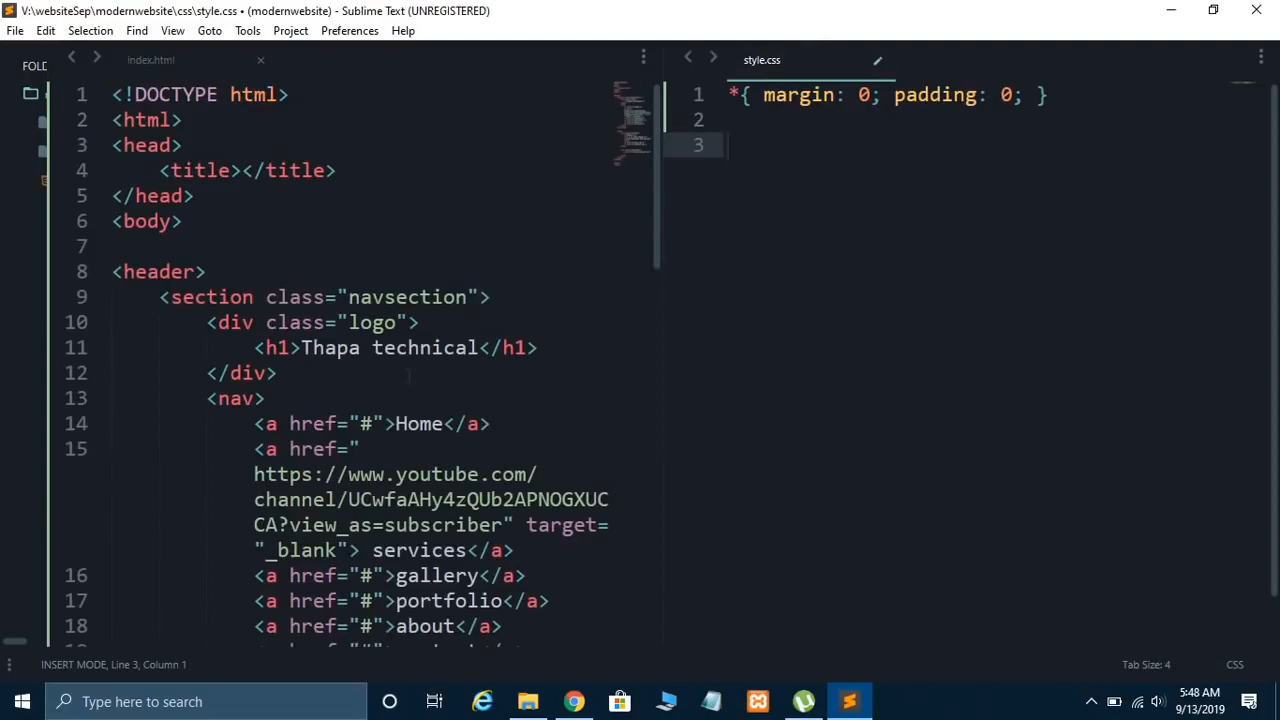 V:\websiteSep\modernwebsite\css\style.css • (modernwebsite) - Sublime Text (UNREGISTERED)
File Edit Selection Find View Goto Tools Project Preferences Help
FOLD
index.html
style.css
1 <!DOCTYPE html>
2 <html>
3 <head>
4 <title></title>
5 </head>
6 <body>
7
8 <header>
9 <section class="navsection">
10 <div class="logo">
11 <h1>Thapa technical</h1>
12 </div>
13 <nav>
14 <a href="#">Home</a>
15 <a href="
https://www.youtube.com/
channel/UCwfaAHy4zQUb2APNOGXUC
CA?view_as=subscriber" target=
"_blank"> services</a>
16 <a href="#">gallery</a>
17 <a href="#">portfolio</a>
18 <a href="#">about</a>
1 *{ margin: 0; padding: 0; }
2
3
INSERT MODE, Line 3, Column 1
Tab Size: 4
CSS
Type here to search
5:48 AM
9/13/2019